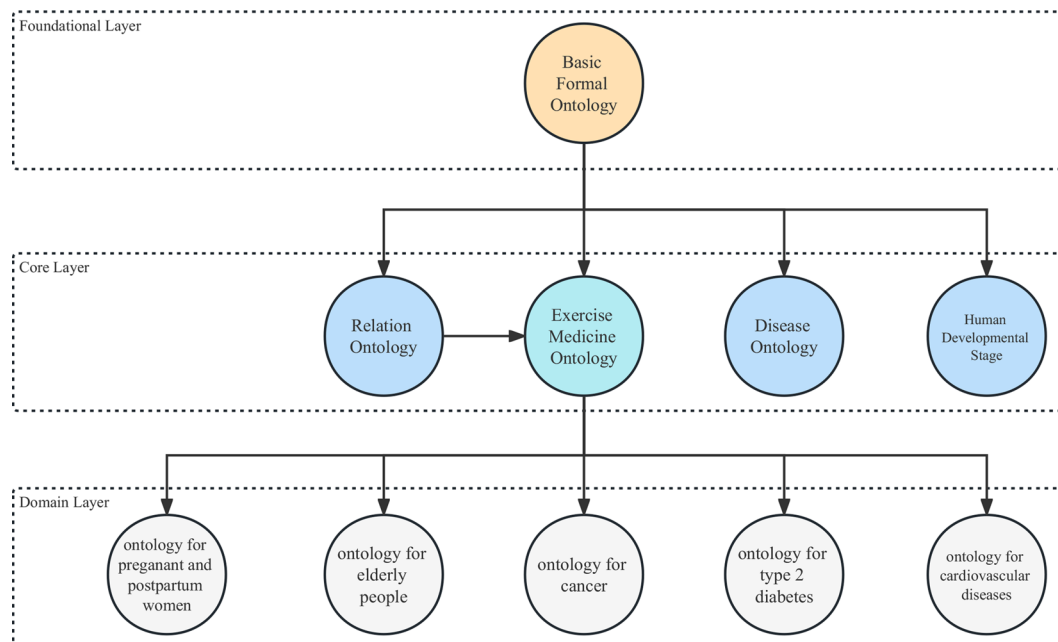 Foundational Layer
Basic
Formal
Ontology
Core Layer
Relation
Ontology
Exercise
Medicine
Ontology
Disease
Ontology
Human
Developmental
Stage
Domain Layer
ontology for
preganant and
postpartum
women
ontology for
elderly
people
ontology for
cancer
ontology for
type 2
diabetes
ontology for
cardiovascular
diseases